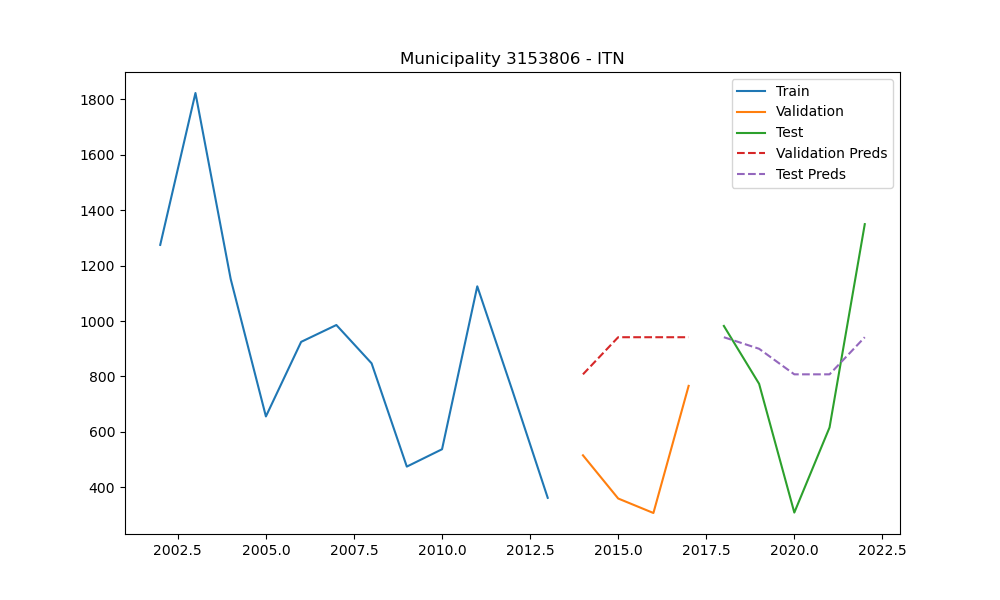 Municipality 3153806 - ITN
Train
Validation
Test
Validation Preds
Test Preds
1800
1600
1400
1200
1000
800
600
400
2002.5 2005.0 2007.5 2010.0 2012.5 2015.0 2017.5 2020.0 2022.5